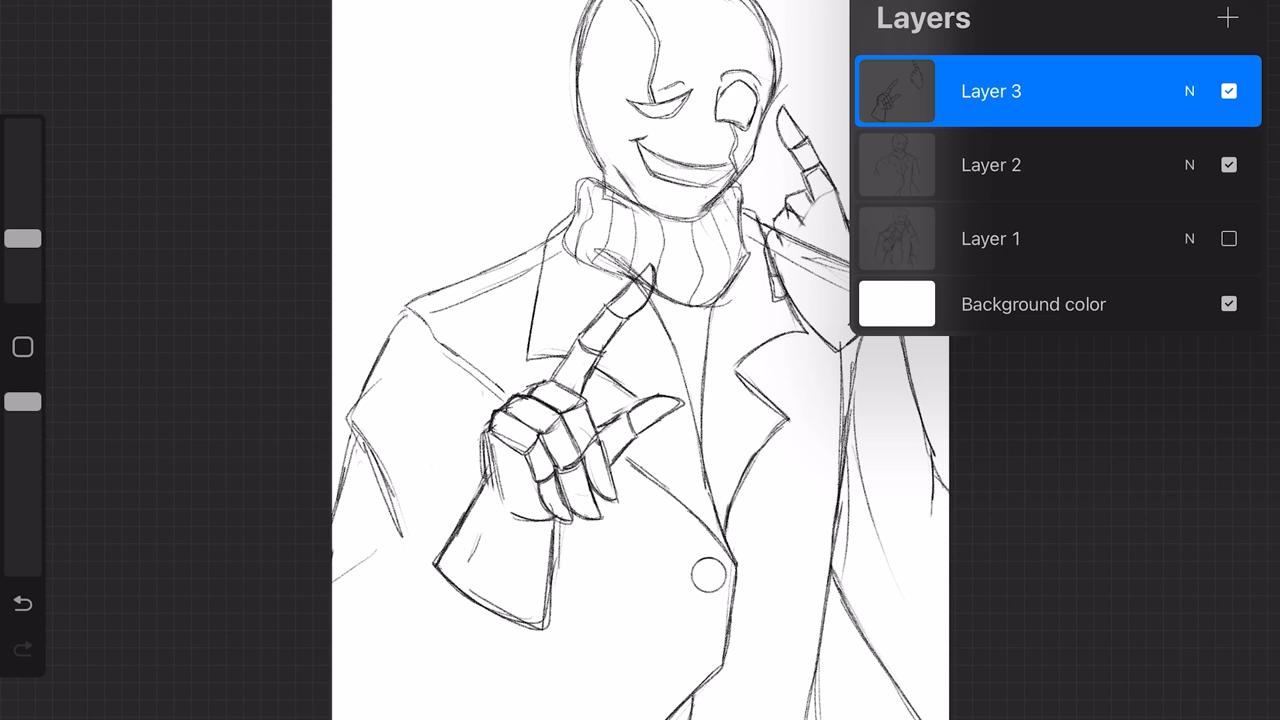 Layers
Layer 3 N
Layer 2 N
Layer 1 N
Background color